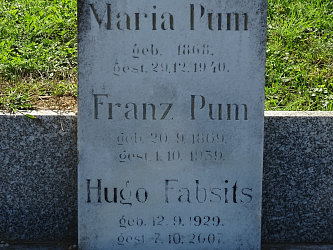 Maria Pum
geb. 1868.
gest. 29.12.1940.
Franz Pum
geb. 20.9.1869.
gest. 1.10.1959.
Hugo Fabsits
geb. 12.9.1929.
gest. 7.10.2007.